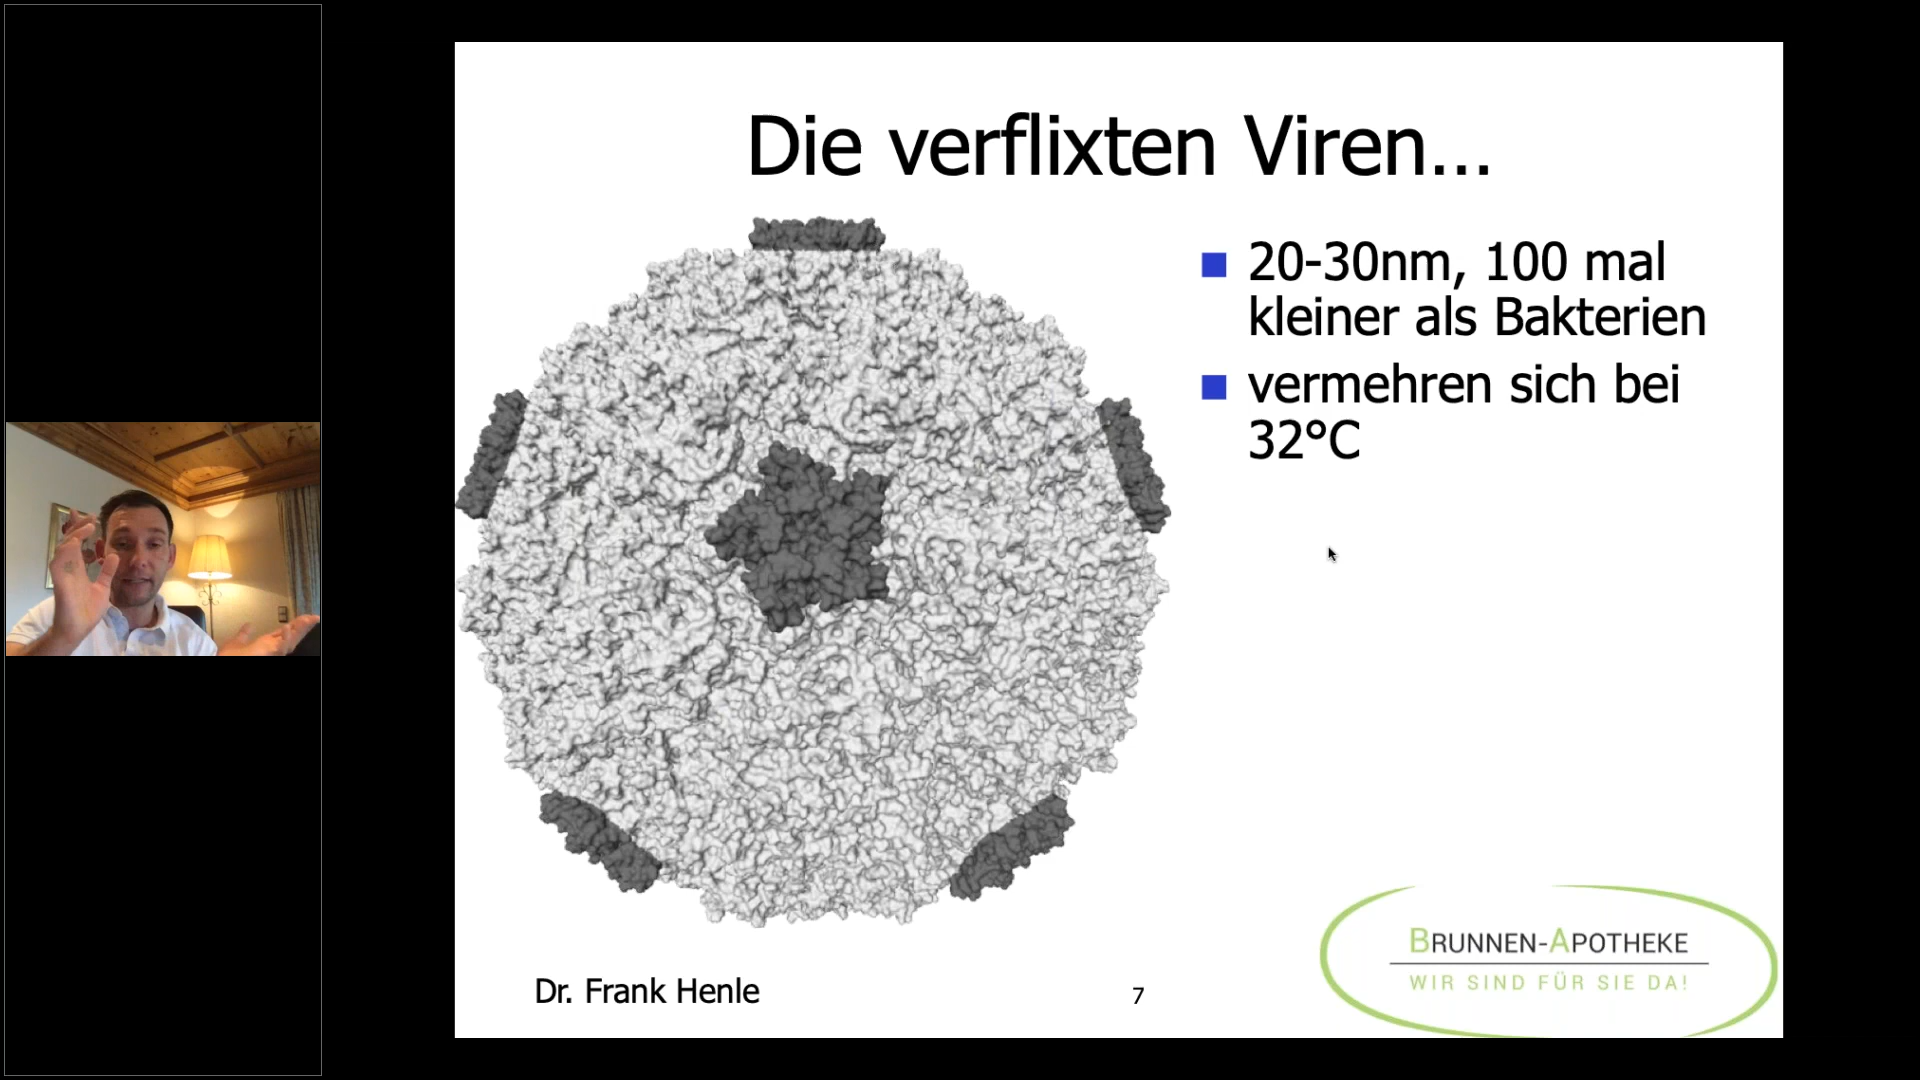 Die verflixten Viren...
20-30nm, 100 mal
kleiner als Bakterien
vermehren sich bei
32°C
Dr. Frank Henle
7
BRUNNEN-APOTHEKE
WIR SIND FÜR SIE DA!